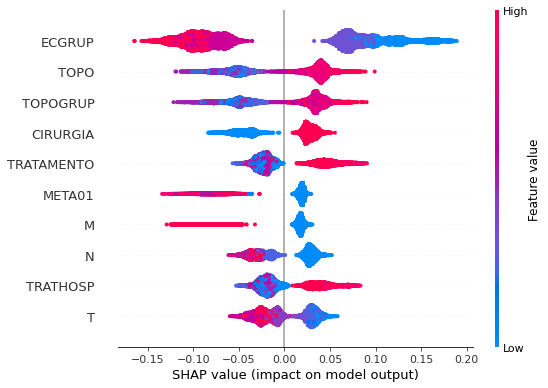 High
ECGRUP
TOPO
TOPOGRUP
CIRURGIA
TRATAMENTO
META01
M
N
TRATHOSP
T
Feature value
Low
−0.15 −0.10 −0.05 0.00 0.05 0.10 0.15 0.20
SHAP value (impact on model output)